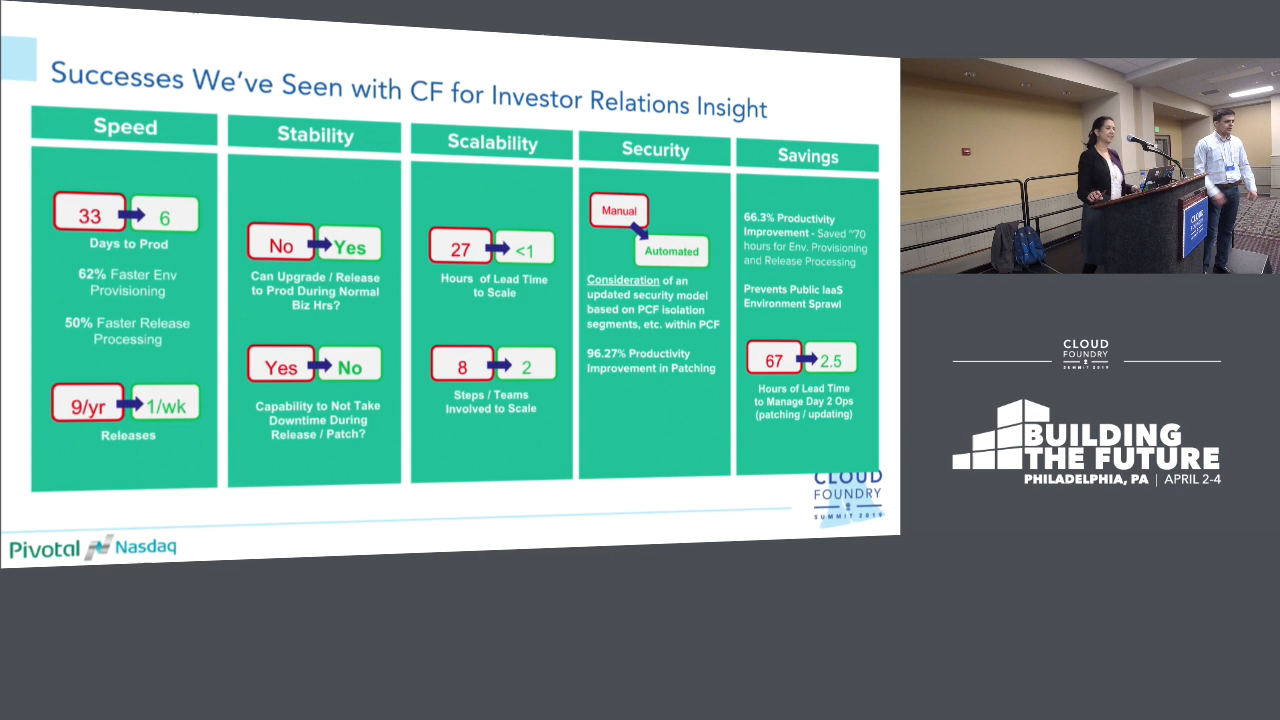 Successes We've Seen with CF for Investor Relations Insight
Speed
33
6
Days to Prod
62% Faster Env
Provisioning
50% Faster Release
Processing
9/yr
1/wk
Releases
Stability
No
Yes
Can Upgrade / Release
to Prod During Normal
Biz Hrs?
Yes
No
Capability to Not Take
Downtime During
Release / Patch?
Scalability
27
<1
Hours of Lead Time
to Scale
8
2
Steps / Teams
Involved to Scale
Security
Manual
Automated
Consideration of an
updated security model
based on PCF isolation
segments, etc. within PCF
96.27% Productivity
Improvement in Patching
Savings
66.3% Productivity
Improvement - Saved ~70
hours for Env. Provisioning
and Release Processing
Prevents Public IaaS
Environment Sprawl
67
2.5
Hours of Lead Time
to Manage Day 2 Ops
(patching / updating)
CLOUD
FOUNDRY
SUMMIT 2019
Pivotal Nasdaq
CLOUD
FOUNDRY
SUMMIT 2019
BUILDING
THE FUTURE
PHILADELPHIA, PA | APRIL 2-4